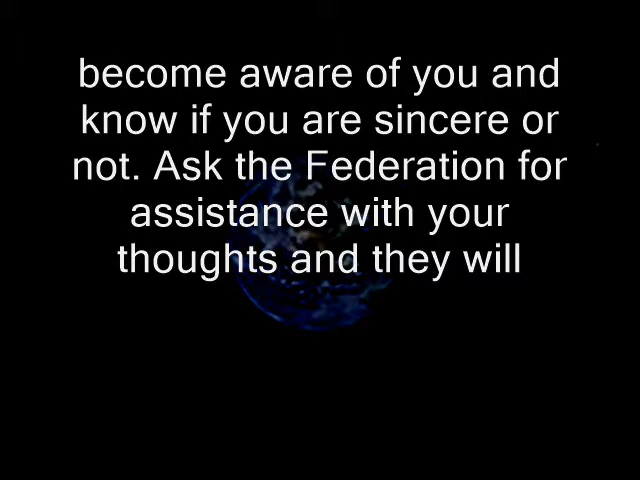 become aware of you and
know if you are sincere or
not. Ask the Federation for
assistance with your
thoughts and they will